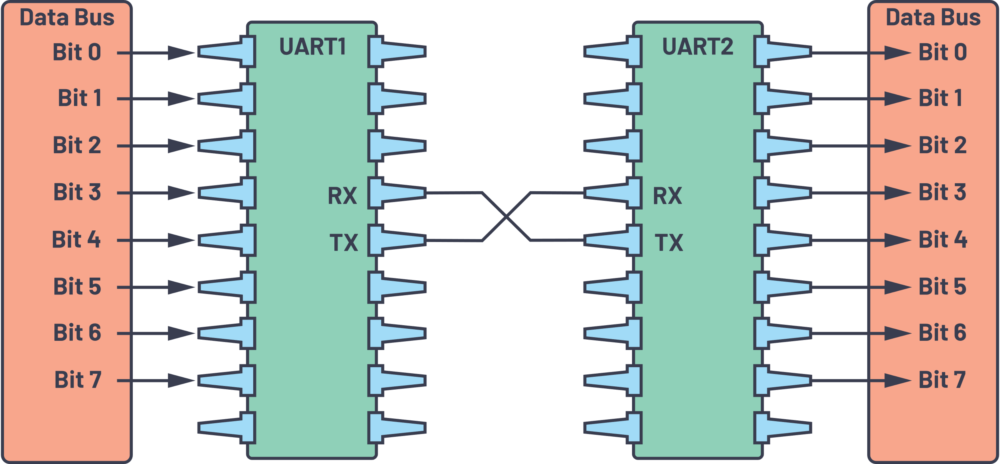 Data Bus
Bit 0
Bit 1
Bit 2
Bit 3
Bit 4
Bit 5
Bit 6
Bit 7
UART1
RX
TX
UART2
RX
TX
Data Bus
Bit 0
Bit 1
Bit 2
Bit 3
Bit 4
Bit 5
Bit 6
Bit 7